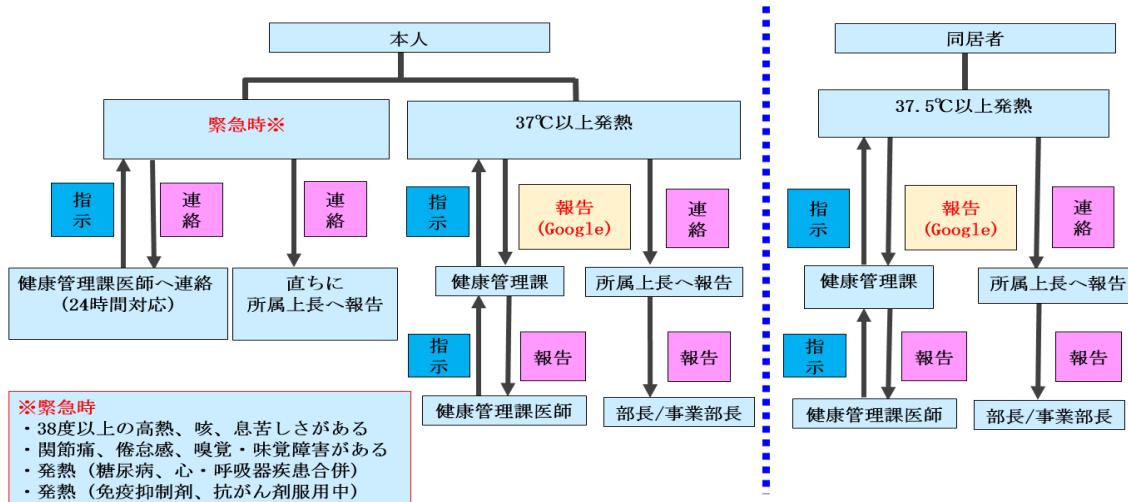 本人
緊急時※
37℃以上発熱
指示
連絡
連絡
指示
報告
(Google)
連絡
健康管理課医師へ連絡
(24時間対応)
直ちに
所属上長へ報告
健康管理課
所属上長へ報告
指示
報告
報告
健康管理課医師
部長/事業部長
※緊急時
・38度以上の高熱、咳、息苦しさがある
・関節痛、倦怠感、嗅覚・味覚障害がある
・発熱（糖尿病、心・呼吸器疾患合併）
・発熱（免疫抑制剤、抗がん剤服用中）
同居者
37.5℃以上発熱
指示
報告
(Google)
連絡
健康管理課
所属上長へ報告
指示
報告
報告
健康管理課医師
部長/事業部長